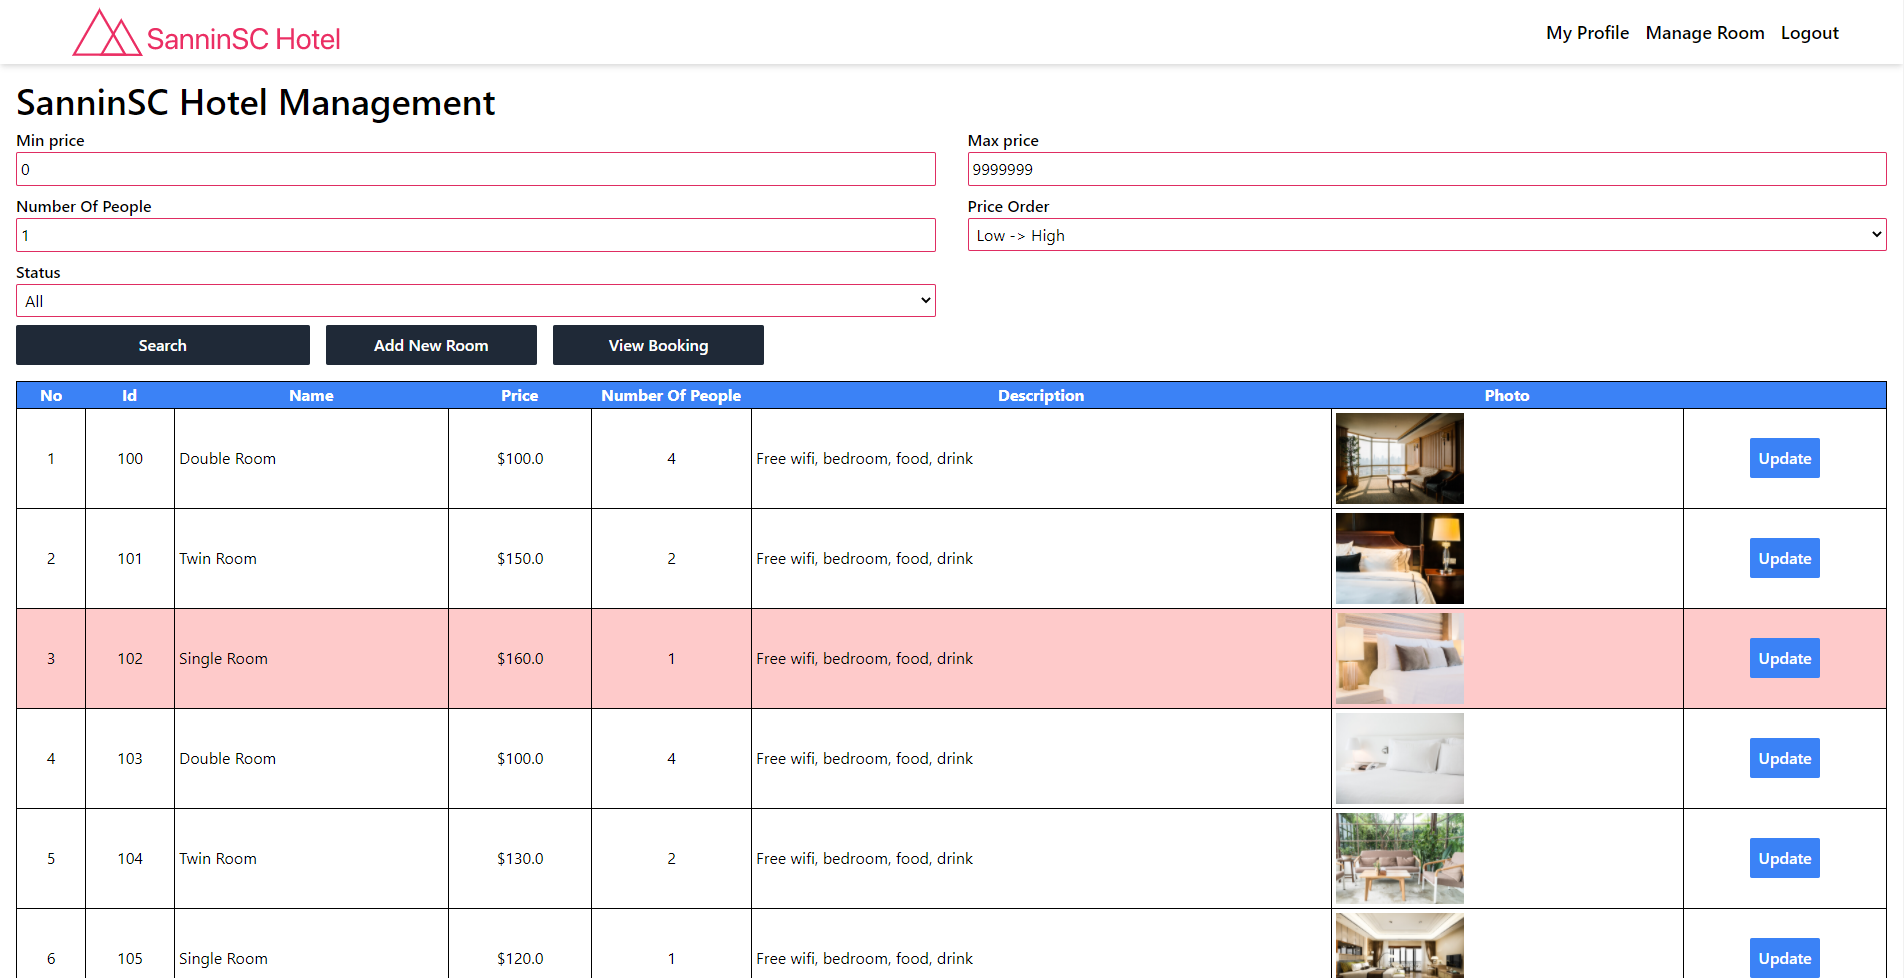 SanninSC Hotel
My Profile Manage Room Logout
SanninSC Hotel Management
Min price Max price
0 9999999
Number Of People Price Order
1 Low -> High
Status
All
Search Add New Room View Booking
No Id Name Price Number Of People Description Photo
1 100 Double Room $100.0 4 Free wifi, bedroom, food, drink Update
2 101 Twin Room $150.0 2 Free wifi, bedroom, food, drink Update
3 102 Single Room $160.0 1 Free wifi, bedroom, food, drink Update
4 103 Double Room $100.0 4 Free wifi, bedroom, food, drink Update
5 104 Twin Room $130.0 2 Free wifi, bedroom, food, drink Update
6 105 Single Room $120.0 1 Free wifi, bedroom, food, drink Update